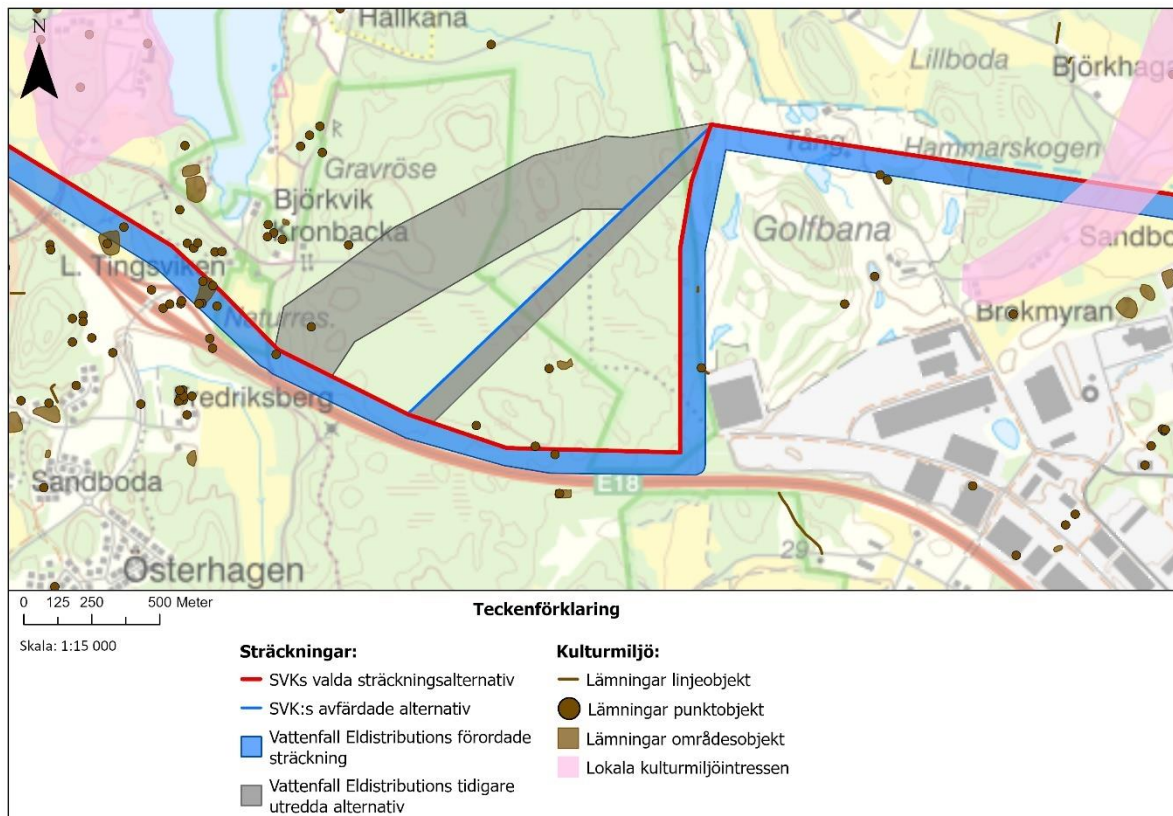 Hällkana
N
Lillboda
Björkhaga
Tång.
Hammarskogen
R
Gravröse
Björkvik
Kronbacka
Golfbana
Sandbo
L. Tingsviken
Naturres.
Brokmyran
Fredriksberg
E18
Sandboda
29
Österhagen
0 125 250 500 Meter
Skala: 1:15 000
Teckenförklaring
Sträckningar:
SVKs valda sträckningsalternativ
SVK:s avfärdade alternativ
Vattenfall Eldistributions förordade
sträckning
Vattenfall Eldistributions tidigare
utredda alternativ
Kulturmiljö:
Lämningar linjeobjekt
Lämningar punktobjekt
Lämningar områdesobjekt
Lokala kulturmiljöintressen